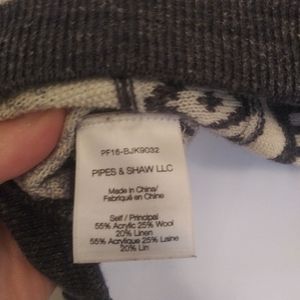 PF16-BJK9032
PIPES & SHAW LLC
Made in China/
Fabriqué en Chine
Self / Principal
55% Acrylic 25% Wool
20% Linen
55% Acrylique 25% Laine
20% Lin